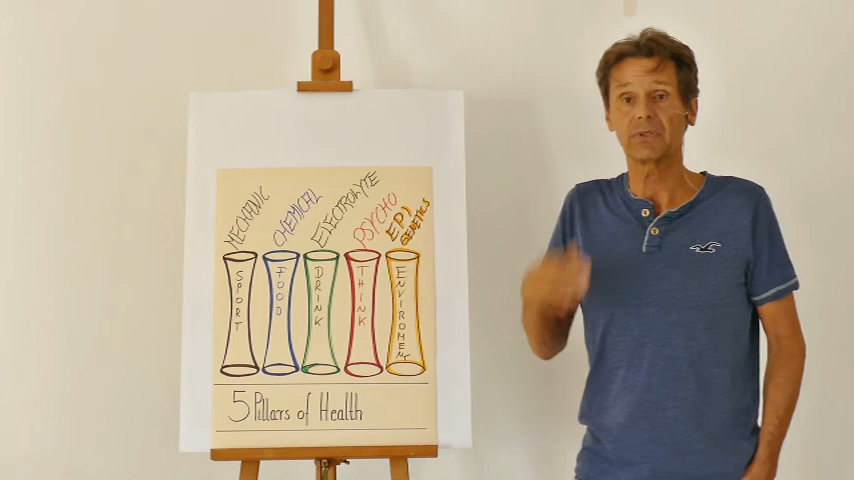 MECHANIC CHEMICAL ELECTROLYTE PSYCHO EPI GENETICS
SPORT FOOD DRINK THINK ENVIROMENT
5 Pillars of Health